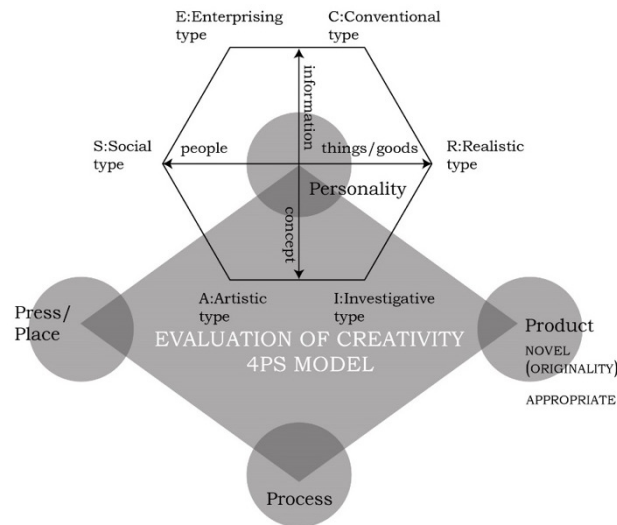 E:Enterprising
type
C:Conventional
type
information
S:Social
type
people
things/goods
R:Realistic
type
Personality
concept
A:Artistic
type
I:Investigative
type
Press/
Place
EVALUATION OF CREATIVITY
4PS MODEL
Product
NOVEL
(ORIGINALITY)
APPROPRIATE
Process